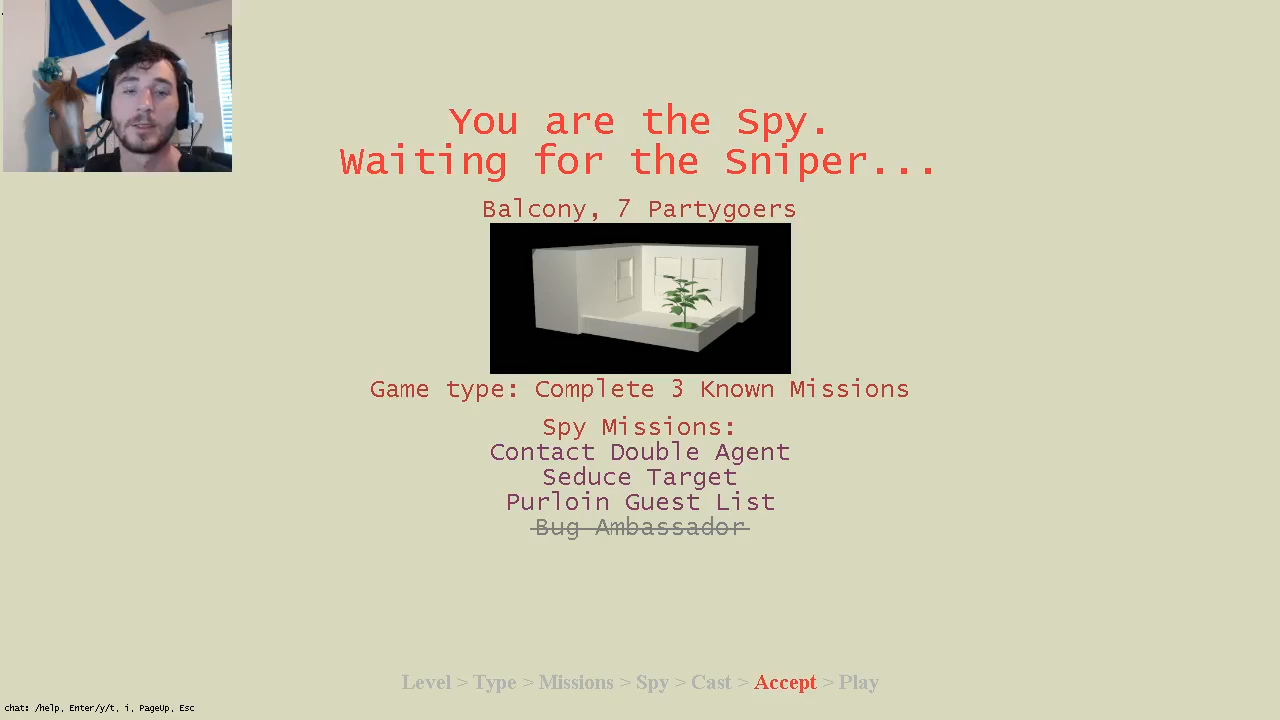 You are the Spy.
Waiting for the Sniper...
Balcony, 7 Partygoers
Game type: Complete 3 Known Missions
Spy Missions:
Contact Double Agent
Seduce Target
Purloin Guest List
Bug Ambassador
Level > Type > Missions > Spy > Cast > Accept > Play
chat: /help, Enter/y/t, i, PageUp, Esc